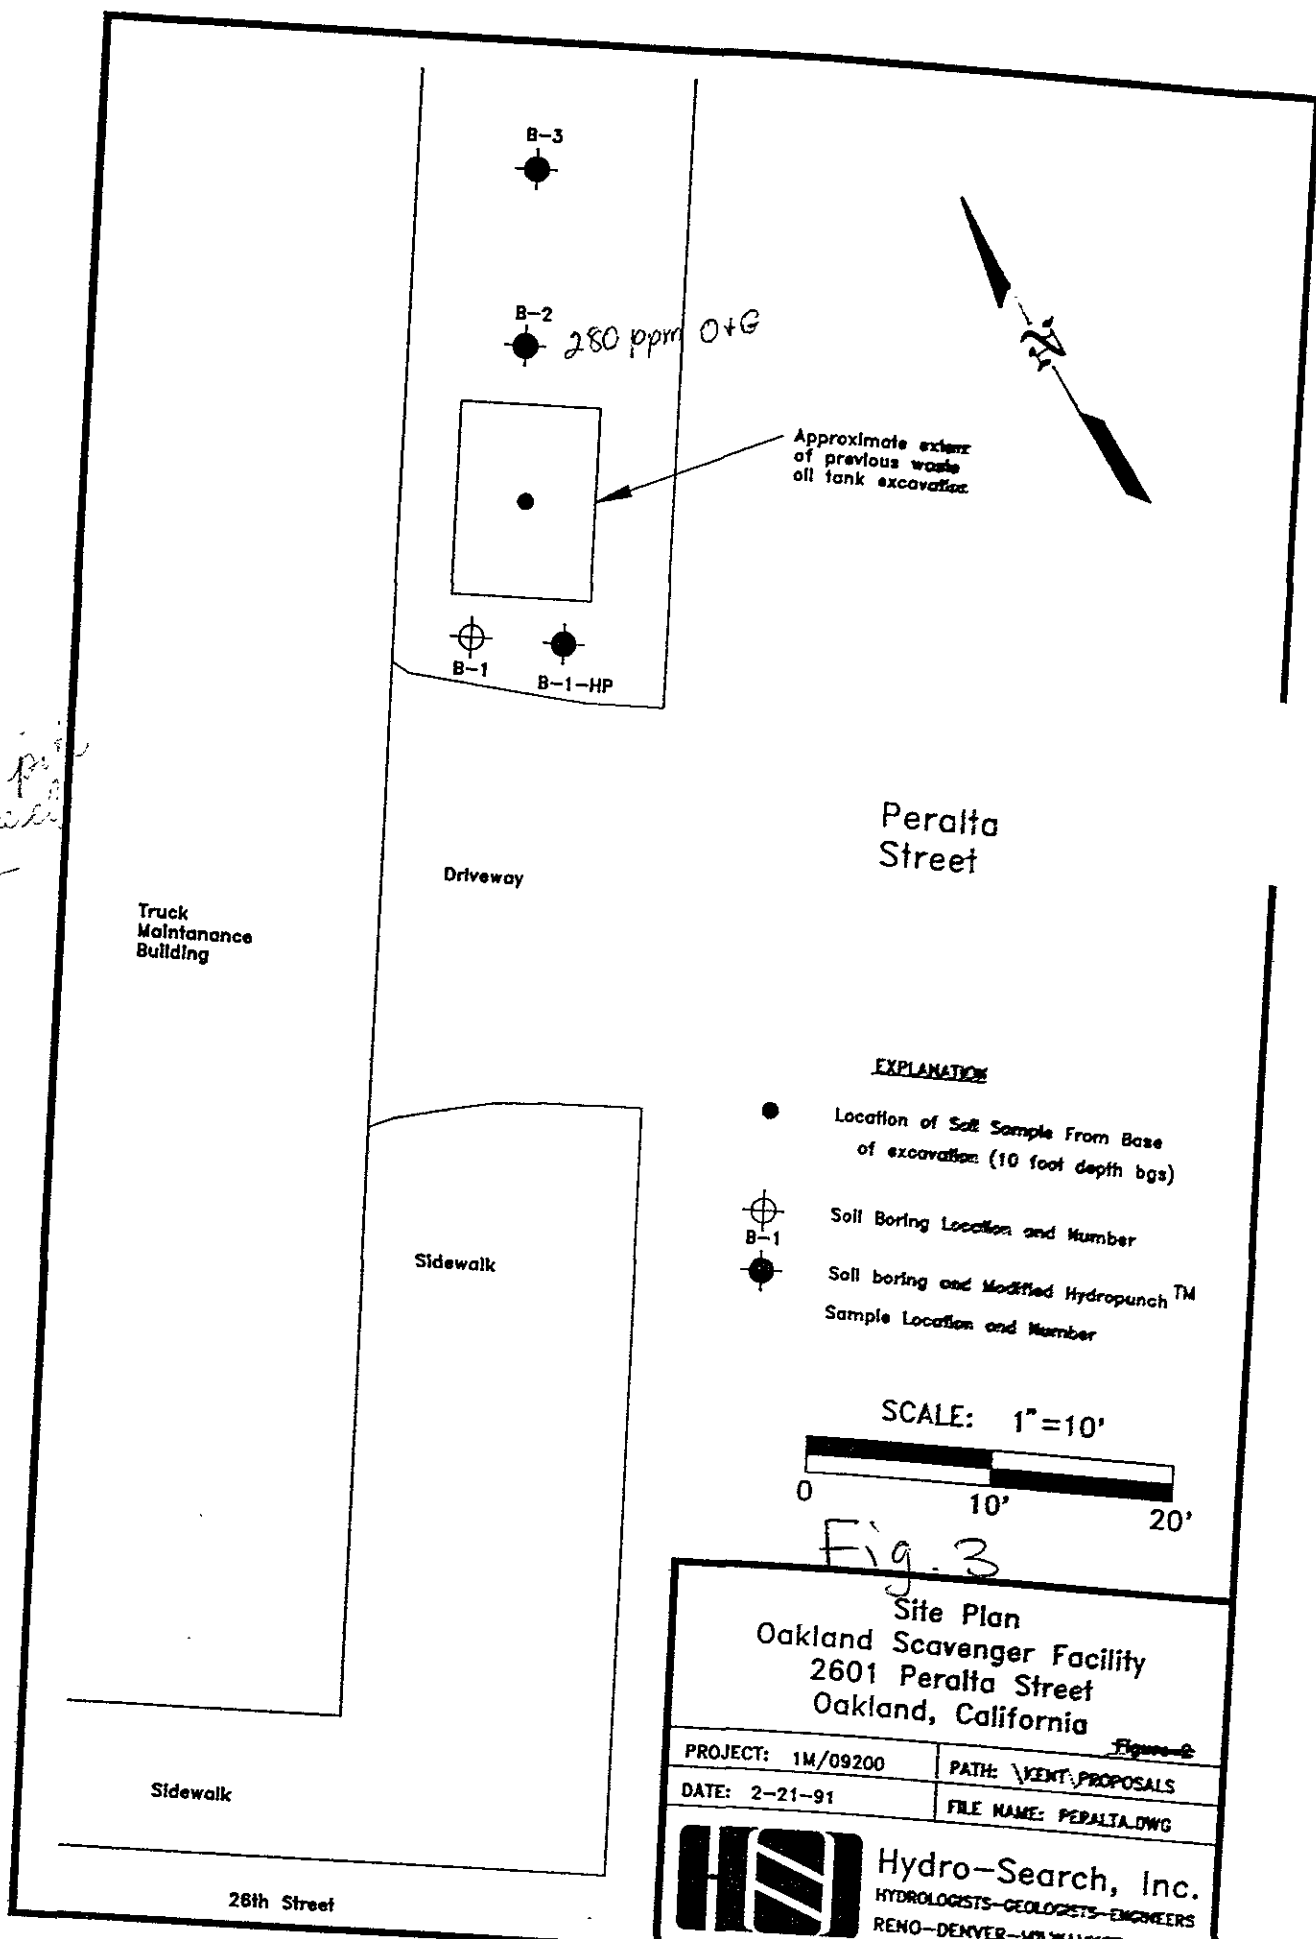 B-3
B-2
280 ppm O+G
Approximate extent
of previous waste
oil tank excavation
B-1
B-1-HP
Peralta
Street
Driveway
Truck
Maintanance
Building
EXPLANATION
Location of Soil Sample From Base
of excavation (10 foot depth bgs)
Soil Boring Location and Number
B-1
Soil boring and Modified Hydropunch TM
Sample Location and Number
Sidewalk
SCALE: 1"=10'
0 10' 20'
Fig. 3
Site Plan
Oakland Scavenger Facility
2601 Peralta Street
Oakland, California
Figure 2
PROJECT: 1M/09200
PATH: \KENT\PROPOSALS
DATE: 2-21-91
FILE NAME: PERALTA.DWG
Sidewalk
Hydro-Search, Inc.
HYDROLOGISTS-GEOLOGISTS-ENGINEERS
RENO-DENVER-
26th Street